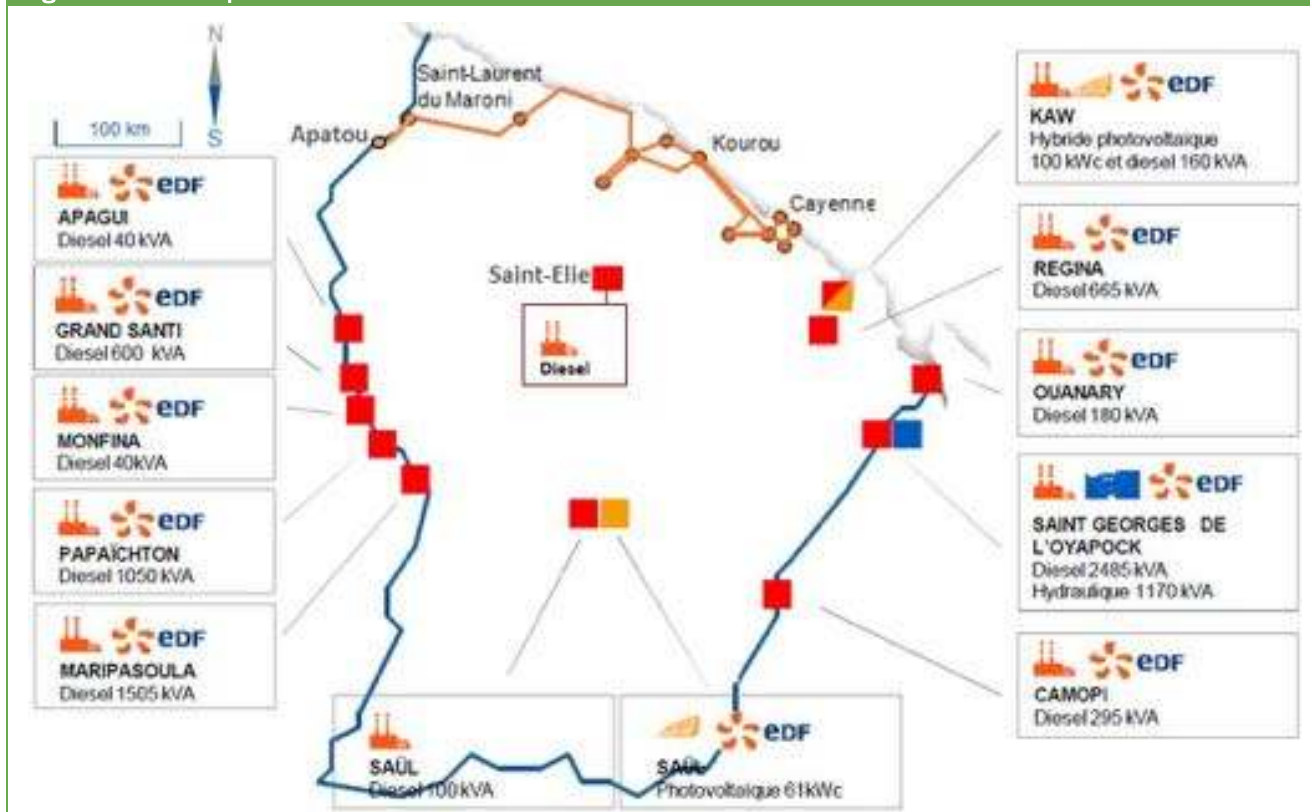 N
S
100 km
Saint-Laurent
du Maroni
Apatou
Kourou
Cayenne
Saint-Elie
Diesel
eDF
APAGUI
Diesel 40 kVA
eDF
GRAND SANTI
Diesel 600 kVA
eDF
MONFINA
Diesel 40kVA
eDF
PAPAÏCHTON
Diesel 1050 kVA
eDF
MARIPASOULA
Diesel 1505 kVA
SAÜL
Diesel 100 kVA
eDF
SAÜL
Photovoltaique 61kWc
eDF
KAW
Hybride photovoltaique
100 kWc et diesel 160 kVA
eDF
REGINA
Diesel 665 kVA
eDF
OUANARY
Diesel 180 kVA
eDF
SAINT GEORGES DE
L'OYAPOCK
Diesel 2485 kVA
Hydraulique 1170 kVA
eDF
CAMOPI
Diesel 295 kVA